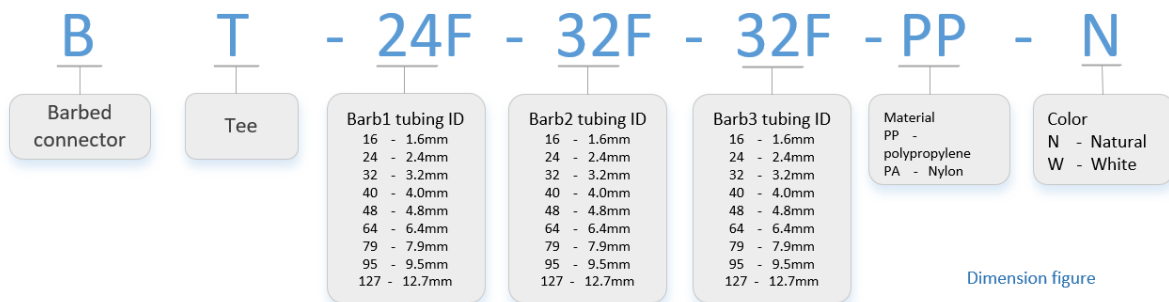 B T - 24F - 32F - 32F - PP - N
Barbed
connector
Tee
Barb1 tubing ID
16 - 1.6mm
24 - 2.4mm
32 - 3.2mm
40 - 4.0mm
48 - 4.8mm
64 - 6.4mm
79 - 7.9mm
95 - 9.5mm
127 - 12.7mm
Barb2 tubing ID
16 - 1.6mm
24 - 2.4mm
32 - 3.2mm
40 - 4.0mm
48 - 4.8mm
64 - 6.4mm
79 - 7.9mm
95 - 9.5mm
127 - 12.7mm
Barb3 tubing ID
16 - 1.6mm
24 - 2.4mm
32 - 3.2mm
40 - 4.0mm
48 - 4.8mm
64 - 6.4mm
79 - 7.9mm
95 - 9.5mm
127 - 12.7mm
Material
PP -
polypropylene
PA - Nylon
Color
N - Natural
W - White
Dimension figure